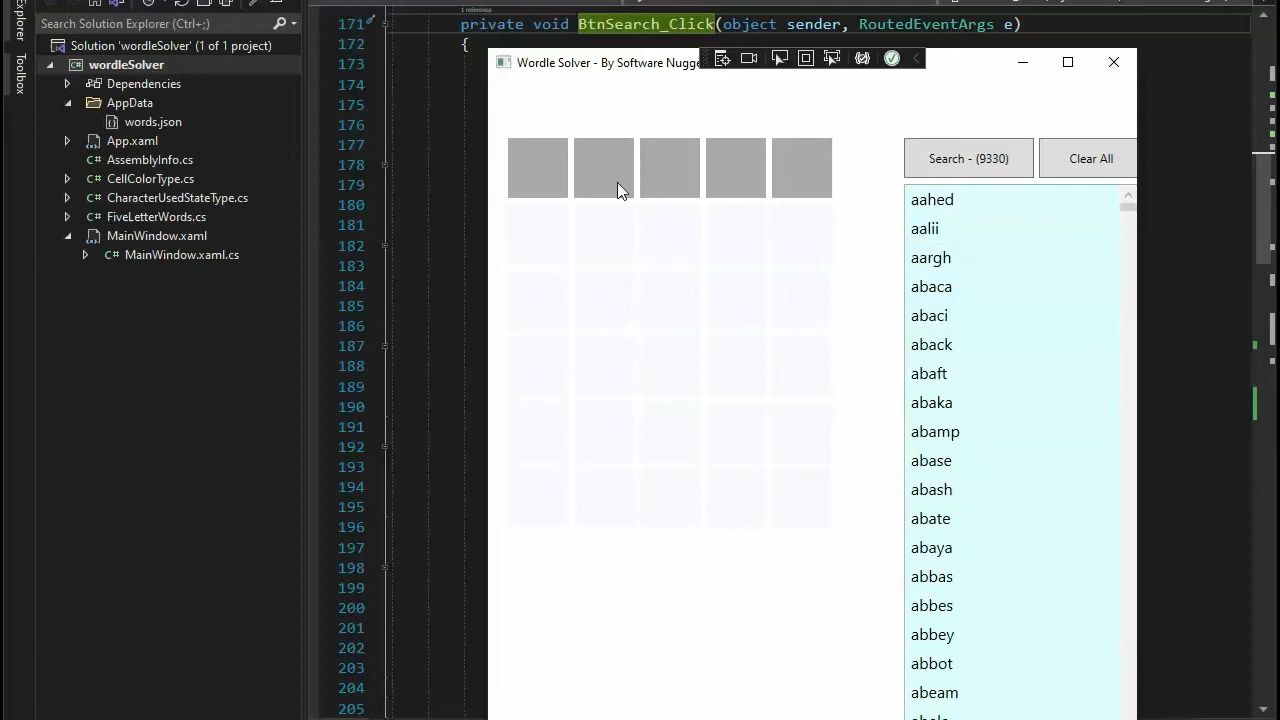 Search Solution Explorer (Ctrl+;)
Explorer
Toolbox
Solution 'wordleSolver' (1 of 1 project)
wordleSolver
Dependencies
AppData
words.json
App.xaml
C# AssemblyInfo.cs
C# CellColorType.cs
C# CharacterUsedStateType.cs
C# FiveLetterWords.cs
MainWindow.xaml
C# MainWindow.xaml.cs
1 reference
171 private void BtnSearch_Click(object sender, RoutedEventArgs e)
172 {
173
174
175
176
177
178
179
180
181
182
183
184
185
186
187
188
189
190
191
192
193
194
195
196
197
198
199
200
201
202
203
204
205
Wordle Solver - By Software Nugge
Search - (9330)
Clear All
aahed
aalii
aargh
abaca
abaci
aback
abaft
abaka
abamp
abase
abash
abate
abaya
abbas
abbes
abbey
abbot
abeam